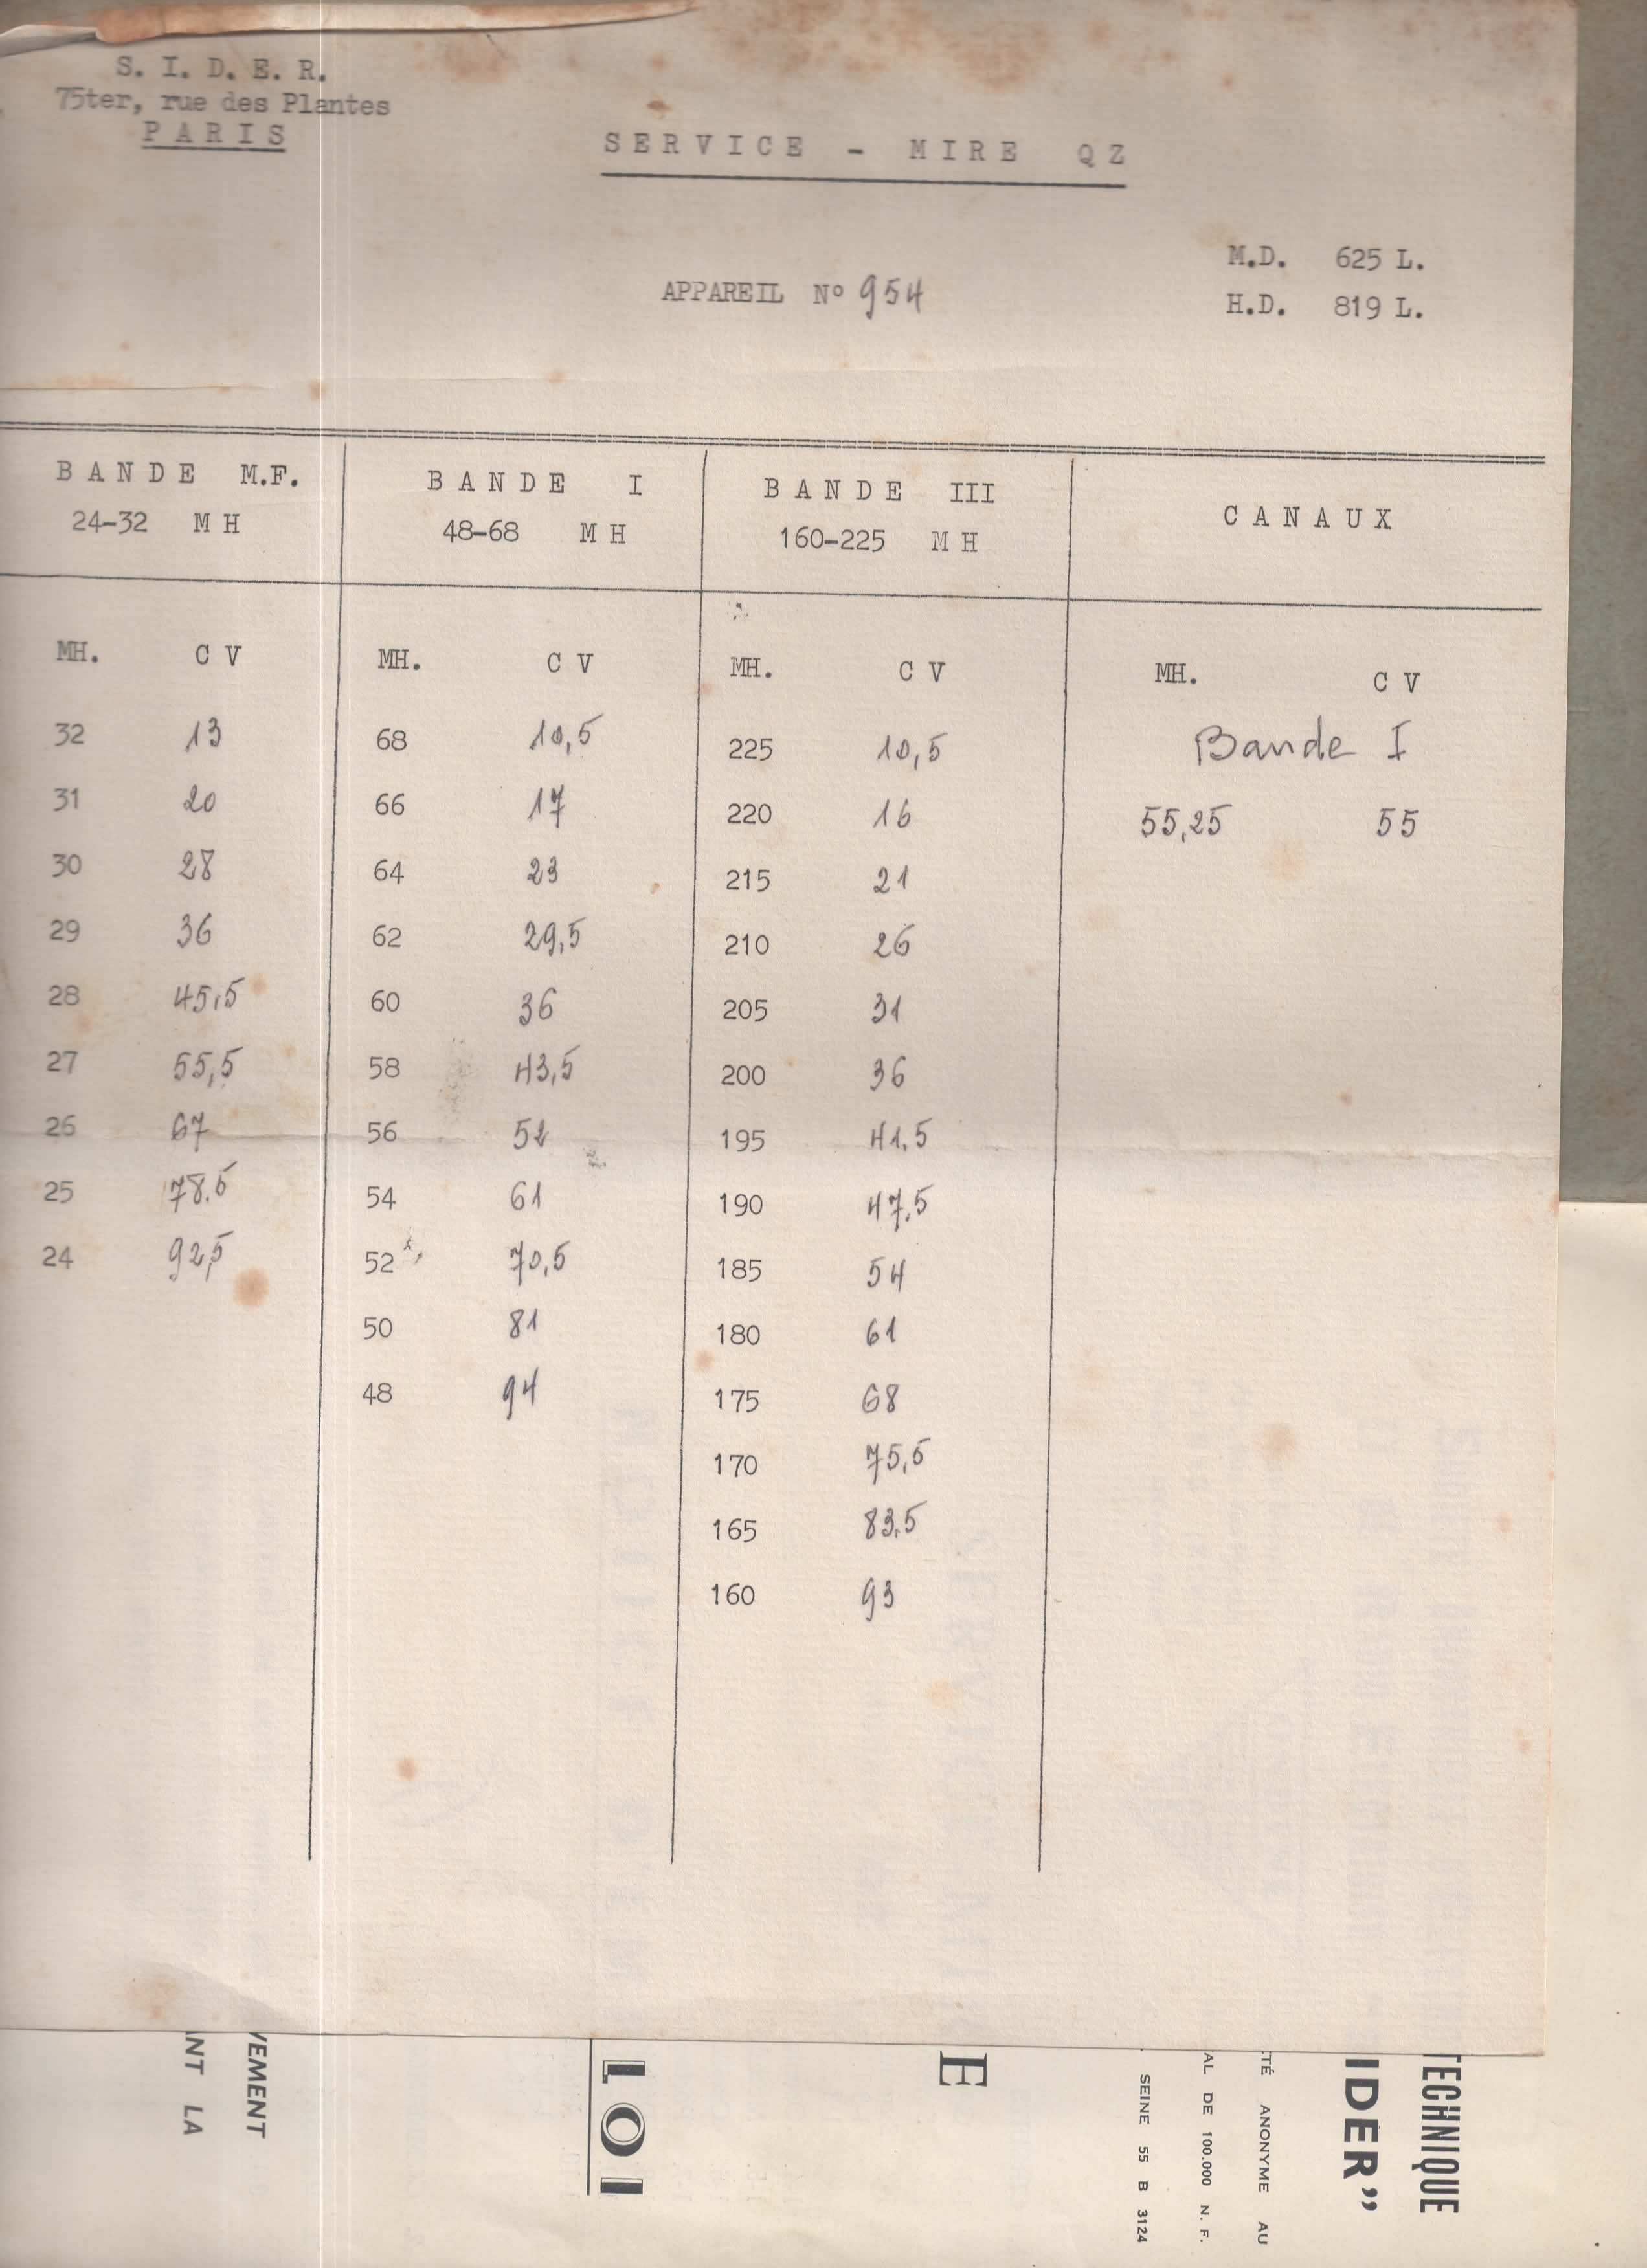 S. I. D. E. R.
75ter, rue des Plantes
PARIS
SERVICE - MIRE QZ
M.D. 625 L.
APPAREIL N° 954
H.D. 819 L.
BANDE M.F. BANDE I BANDE III CANAUX
24-32 MH 48-68 MH 160-225 MH
MH. CV MH. CV MH. CV MH. CV
32 13 68 10,5 225 10,5 Bande I
31 20 66 17 220 16 55,25 55
30 28 64 23 215 21
29 36 62 29,5 210 26
28 45,5 60 36 205 31
27 55,5 58 43,5 200 36
26 67 56 52 195 41,5
25 78.5 54 61 190 47,5
24 92,5 52 70,5 185 54
50 81 180 61
48 94 175 68
170 75,5
165 83,5
160 93
TECHNIQUE
IDER”
TÉ ANONYME AU
AL DE 100.000 N. F.
SEINE 55 B 3124
E
LOI
VEMENT
ANT LA